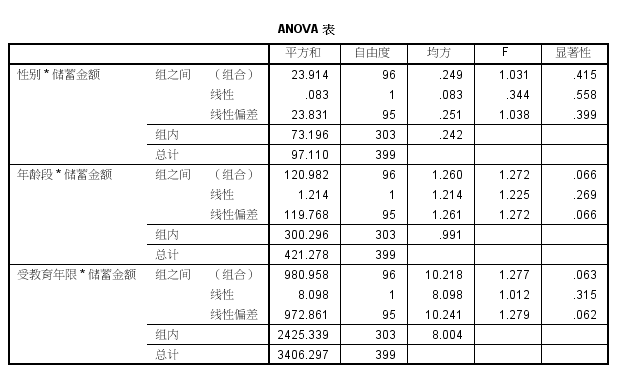 ANOVA 表
平方和 自由度 均方 F 显著性
性别 * 储蓄金额 组之间 （组合） 23.914 96 .249 1.031 .415
线性 .083 1 .083 .344 .558
线性偏差 23.831 95 .251 1.038 .399
组内 73.196 303 .242
总计 97.110 399
年龄段 * 储蓄金额 组之间 （组合） 120.982 96 1.260 1.272 .066
线性 1.214 1 1.214 1.225 .269
线性偏差 119.768 95 1.261 1.272 .066
组内 300.296 303 .991
总计 421.278 399
受教育年限 * 储蓄金额 组之间 （组合） 980.958 96 10.218 1.277 .063
线性 8.098 1 8.098 1.012 .315
线性偏差 972.861 95 10.241 1.279 .062
组内 2425.339 303 8.004
总计 3406.297 399